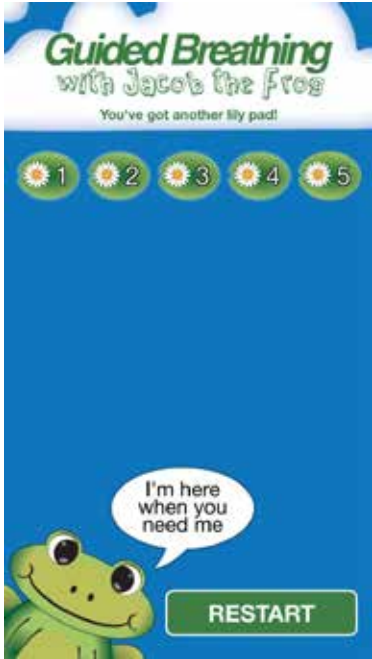 Guided Breathing
with Jacob the Frog
You've got another lily pad!
1 2 3 4 5
I'm here
when you
need me
RESTART